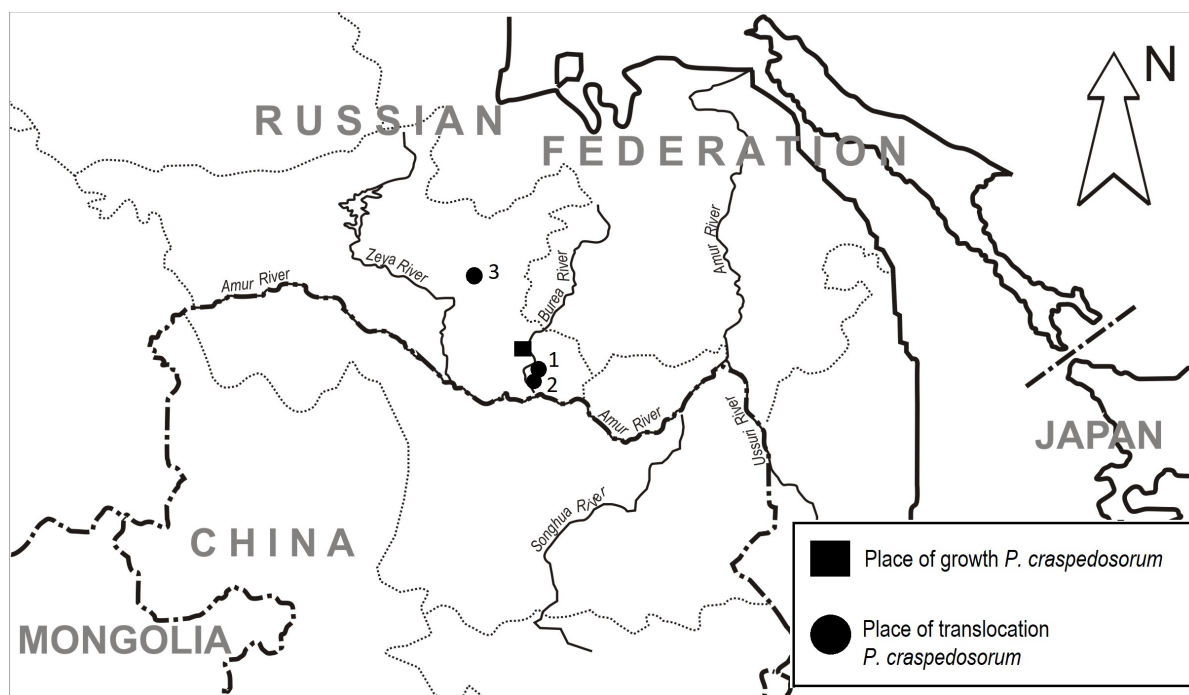 N
RUSSIAN
FEDERATION
Amur River
Zeya River
3
Burea River
Amur River
1
2
Amur River
Ussuri River
JAPAN
Songhua River
CHINA
MONGOLIA
Place of growth P. craspedosorum
Place of translocation
P. craspedosorum